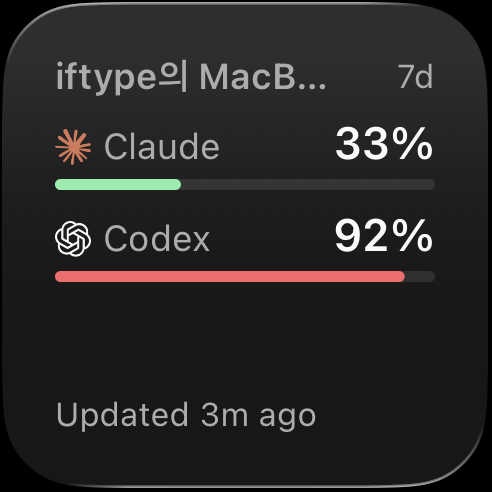 iftype의 MacB... 7d
Claude 33%
Codex 92%
Updated 3m ago